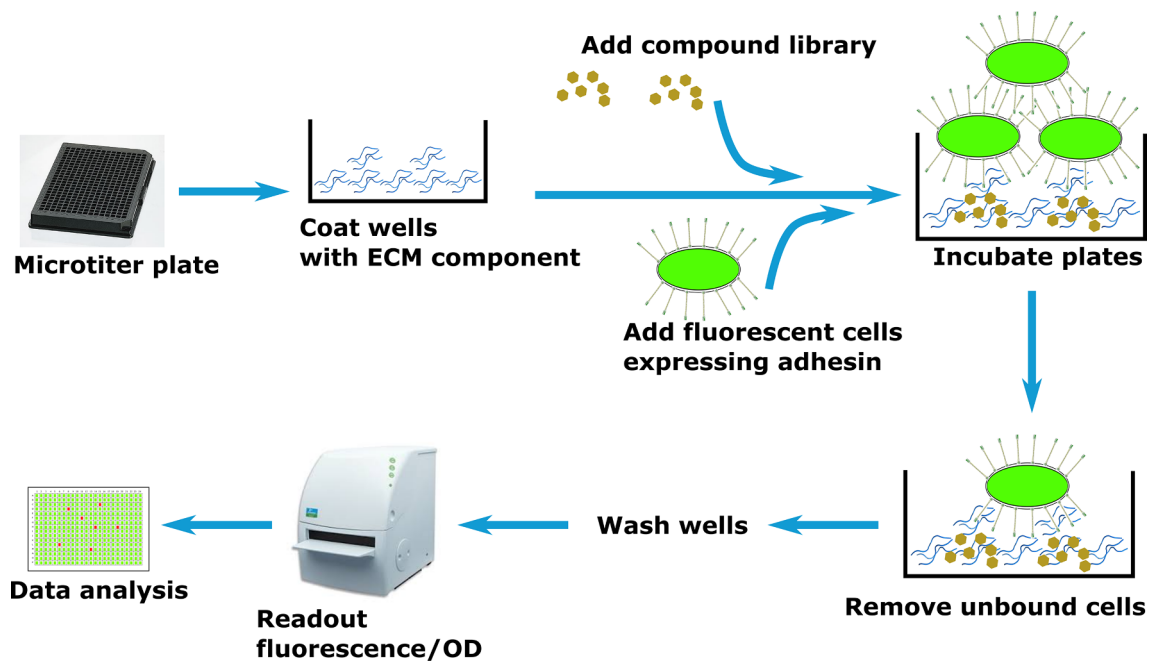 Add compound library
Microtiter plate
Coat wells
with ECM component
Add fluorescent cells
expressing adhesin
Incubate plates
Remove unbound cells
Wash wells
Readout
fluorescence/OD
Data analysis